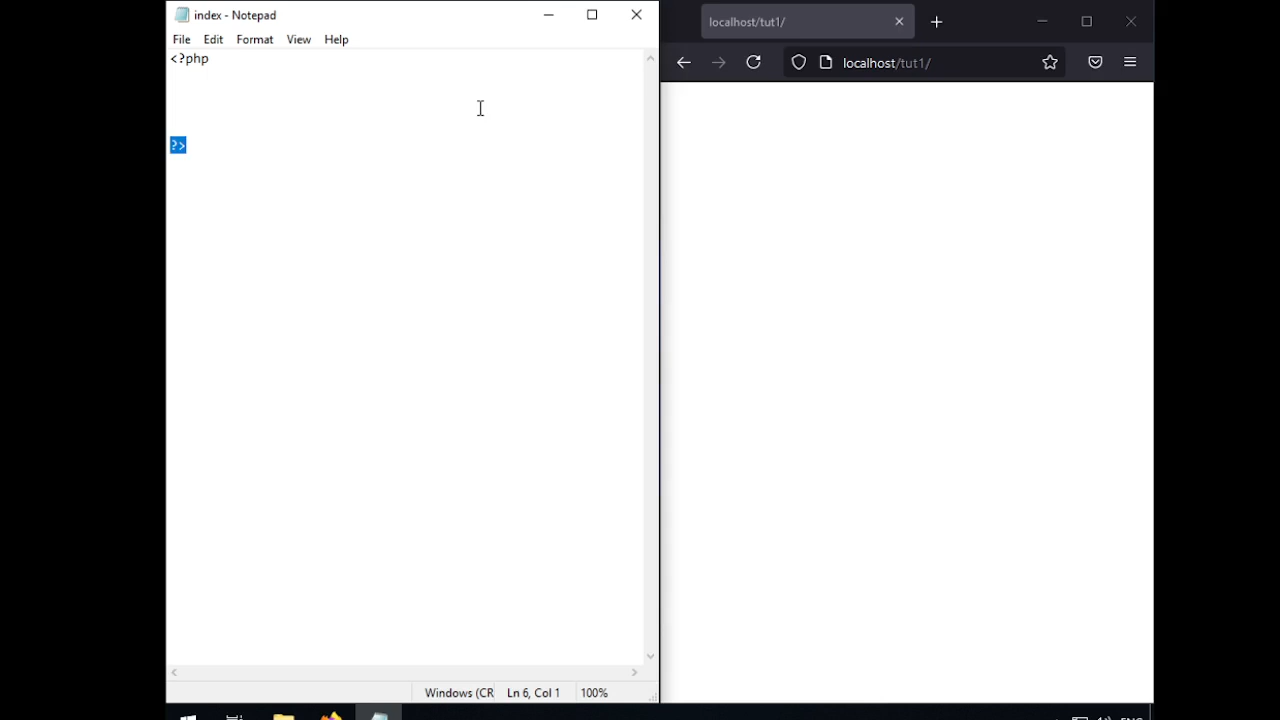 index - Notepad
File Edit Format View Help
<?php
?>
Windows (CR
Ln 6, Col 1
100%
localhost/tut1/
localhost/tut1/